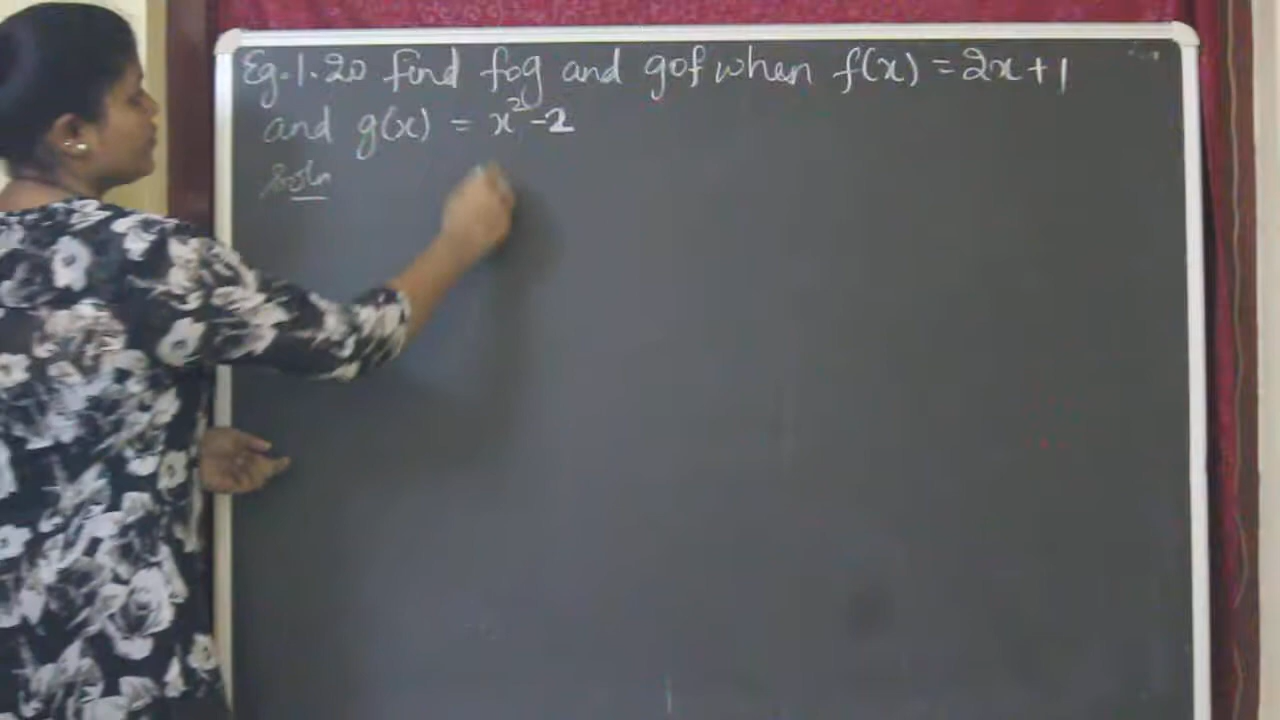 Eg.1.20 Find fog and gof when f(x) = 2x+1
and g(x) = x²-2
Soln